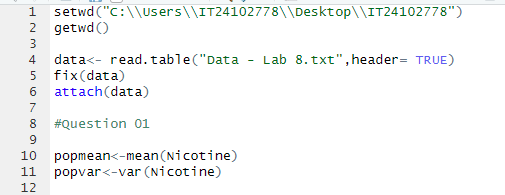 1 setwd("C:\\Users\\IT24102778\\Desktop\\IT24102778")
2 getwd()
3
4 data<- read.table("Data - Lab 8.txt",header= TRUE)
5 fix(data)
6 attach(data)
7
8 #Question 01
9
10 popmean<-mean(Nicotine)
11 popvar<-var(Nicotine)
12